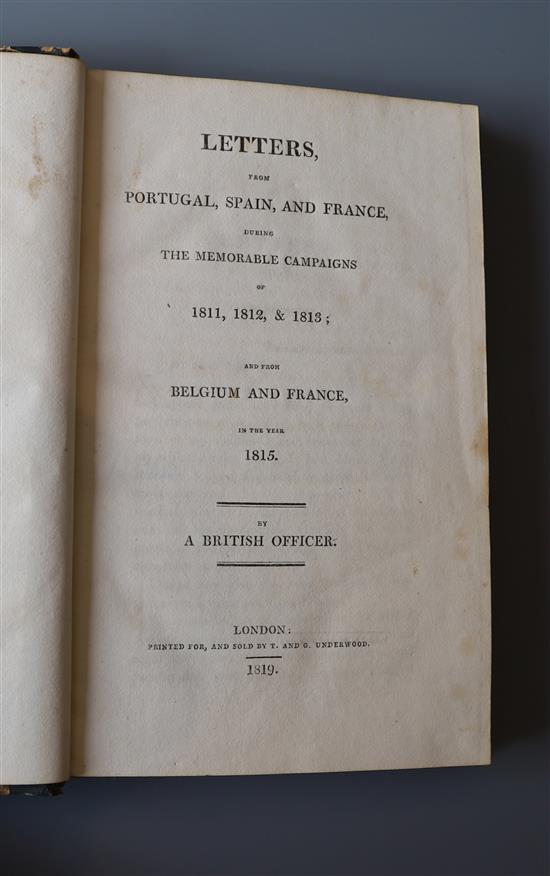 LETTERS,
FROM
PORTUGAL, SPAIN, AND FRANCE,
DURING
THE MEMORABLE CAMPAIGNS
OF
1811, 1812, & 1813;
AND FROM
BELGIUM AND FRANCE,
IN THE YEAR
1815.
BY
A BRITISH OFFICER.
LONDON:
PRINTED FOR, AND SOLD BY T. AND G. UNDERWOOD.
1819.